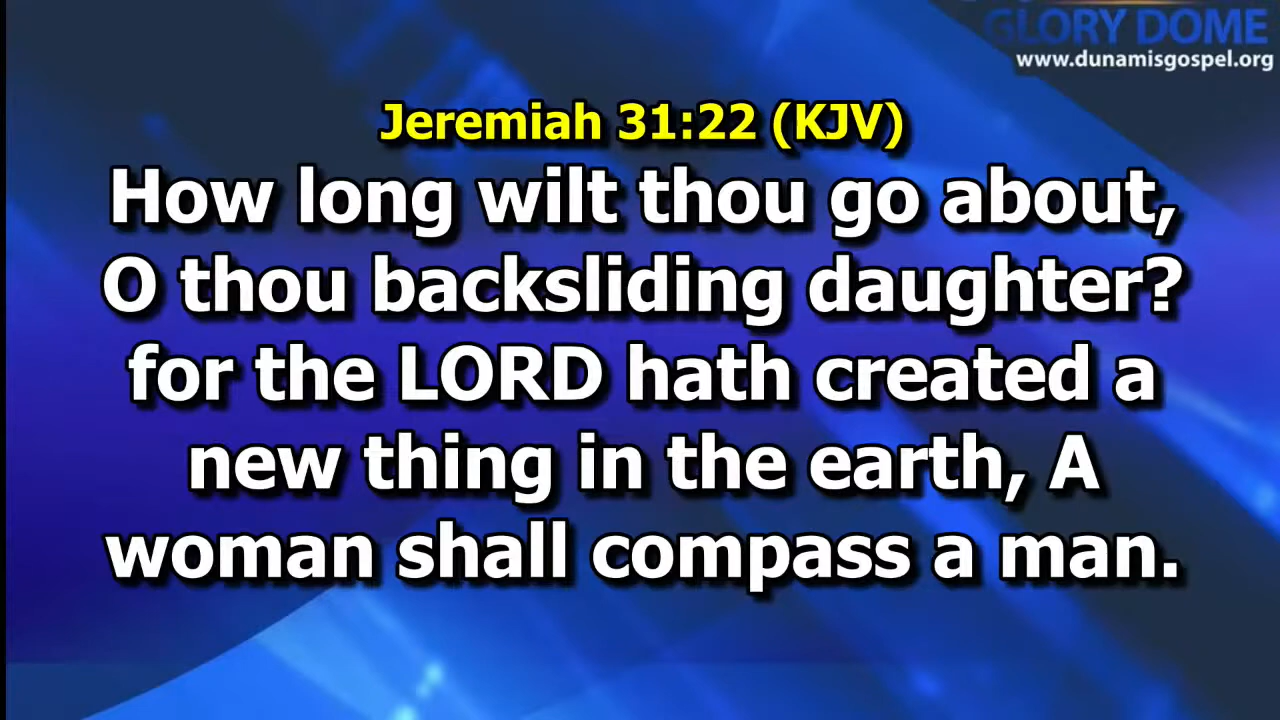 GLORY DOME
www.dunamisgospel.org
Jeremiah 31:22 (KJV)
How long wilt thou go about,
O thou backsliding daughter?
for the LORD hath created a
new thing in the earth, A
woman shall compass a man.